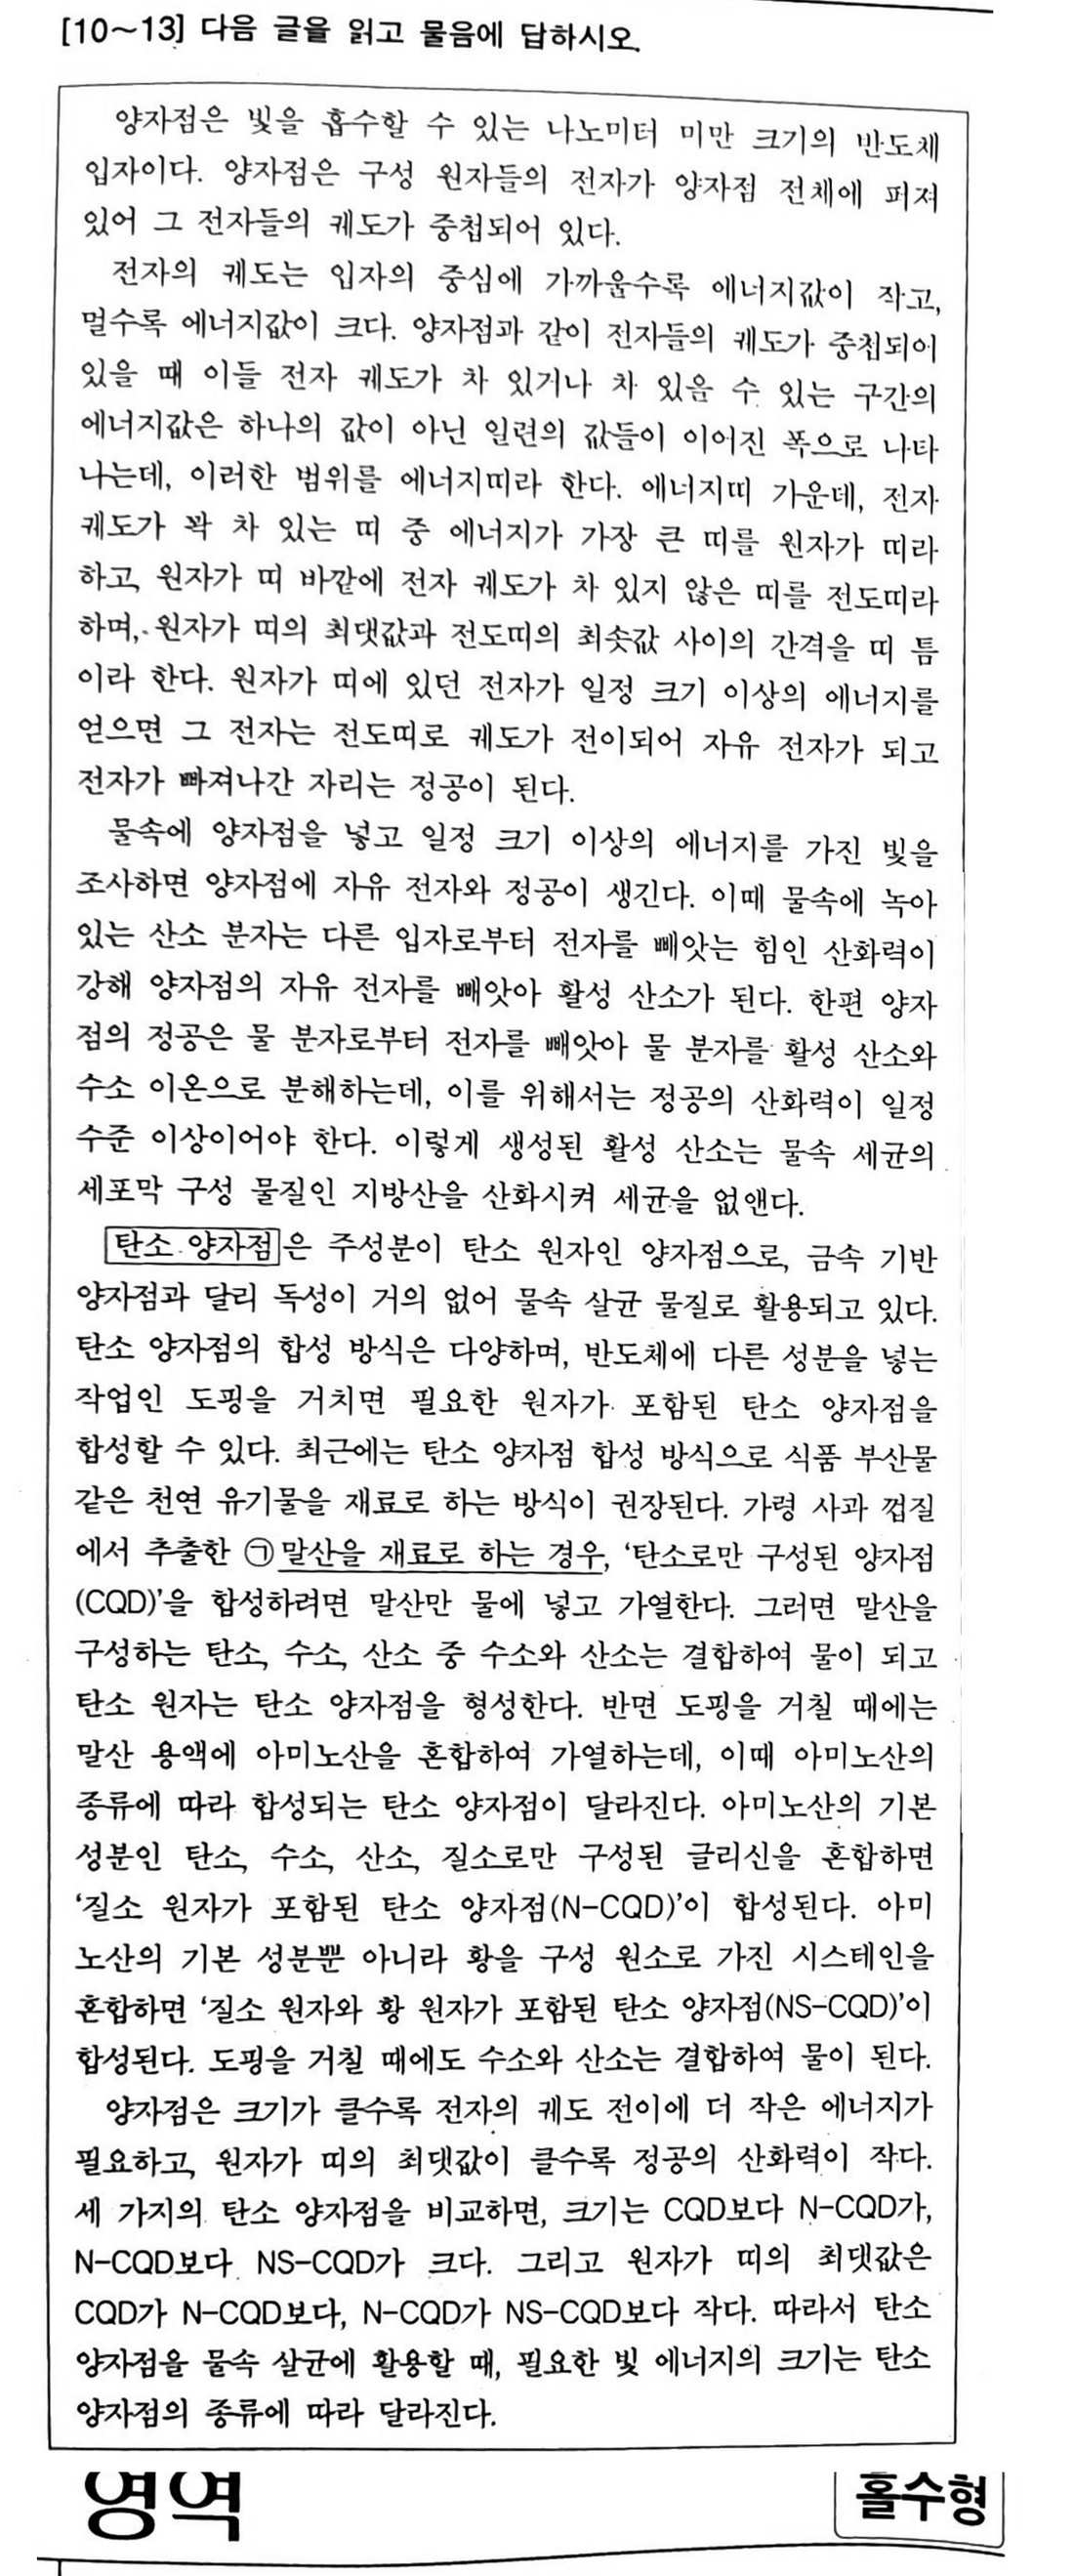 [10~13] 다음 글을 읽고 물음에 답하시오.
양자점은 빛을 흡수할 수 있는 나노미터 미만 크기의 반도체
입자이다. 양자점은 구성 원자들의 전자가 양자점 전체에 퍼져
있어 그 전자들의 궤도가 중첩되어 있다.
전자의 궤도는 입자의 중심에 가까울수록 에너지값이 작고,
멀수록 에너지값이 크다. 양자점과 같이 전자들의 궤도가 중첩되어
있을 때 이들 전자 궤도가 차 있거나 차 있을 수 있는 구간의
에너지값은 하나의 값이 아닌 일련의 값들이 이어진 폭으로 나타
나는데, 이러한 범위를 에너지띠라 한다. 에너지띠 가운데, 전자
궤도가 꽉 차 있는 띠 중 에너지가 가장 큰 띠를 원자가 띠라
하고, 원자가 띠 바깥에 전자 궤도가 차 있지 않은 띠를 전도띠라
하며, 원자가 띠의 최댓값과 전도띠의 최솟값 사이의 간격을 띠 틈
이라 한다. 원자가 띠에 있던 전자가 일정 크기 이상의 에너지를
얻으면 그 전자는 전도띠로 궤도가 전이되어 자유 전자가 되고
전자가 빠져나간 자리는 정공이 된다.
물속에 양자점을 넣고 일정 크기 이상의 에너지를 가진 빛을
조사하면 양자점에 자유 전자와 정공이 생긴다. 이때 물속에 녹아
있는 산소 분자는 다른 입자로부터 전자를 빼앗는 힘인 산화력이
강해 양자점의 자유 전자를 빼앗아 활성 산소가 된다. 한편 양자
점의 정공은 물 분자로부터 전자를 빼앗아 물 분자를 활성 산소와
수소 이온으로 분해하는데, 이를 위해서는 정공의 산화력이 일정
수준 이상이어야 한다. 이렇게 생성된 활성 산소는 물속 세균의
세포막 구성 물질인 지방산을 산화시켜 세균을 없앤다.
탄소 양자점은 주성분이 탄소 원자인 양자점으로, 금속 기반
양자점과 달리 독성이 거의 없어 물속 살균 물질로 활용되고 있다.
탄소 양자점의 합성 방식은 다양하며, 반도체에 다른 성분을 넣는
작업인 도핑을 거치면 필요한 원자가 포함된 탄소 양자점을
합성할 수 있다. 최근에는 탄소 양자점 합성 방식으로 식품 부산물
같은 천연 유기물을 재료로 하는 방식이 권장된다. 가령 사과 껍질
에서 추출한 ㉠말산을 재료로 하는 경우, ‘탄소로만 구성된 양자점
(CQD)’을 합성하려면 말산만 물에 넣고 가열한다. 그러면 말산을
구성하는 탄소, 수소, 산소 중 수소와 산소는 결합하여 물이 되고
탄소 원자는 탄소 양자점을 형성한다. 반면 도핑을 거칠 때에는
말산 용액에 아미노산을 혼합하여 가열하는데, 이때 아미노산의
종류에 따라 합성되는 탄소 양자점이 달라진다. 아미노산의 기본
성분인 탄소, 수소, 산소, 질소로만 구성된 글리신을 혼합하면
‘질소 원자가 포함된 탄소 양자점(N-CQD)’이 합성된다. 아미
노산의 기본 성분뿐 아니라 황을 구성 원소로 가진 시스테인을
혼합하면 ‘질소 원자와 황 원자가 포함된 탄소 양자점(NS-CQD)’이
합성된다. 도핑을 거칠 때에도 수소와 산소는 결합하여 물이 된다.
양자점은 크기가 클수록 전자의 궤도 전이에 더 작은 에너지가
필요하고, 원자가 띠의 최댓값이 클수록 정공의 산화력이 작다.
세 가지의 탄소 양자점을 비교하면, 크기는 CQD보다 N-CQD가,
N-CQD보다 NS-CQD가 크다. 그리고 원자가 띠의 최댓값은
CQD가 N-CQD보다, N-CQD가 NS-CQD보다 작다. 따라서 탄소
양자점을 물속 살균에 활용할 때, 필요한 빛 에너지의 크기는 탄소
양자점의 종류에 따라 달라진다.
영역
홀수형